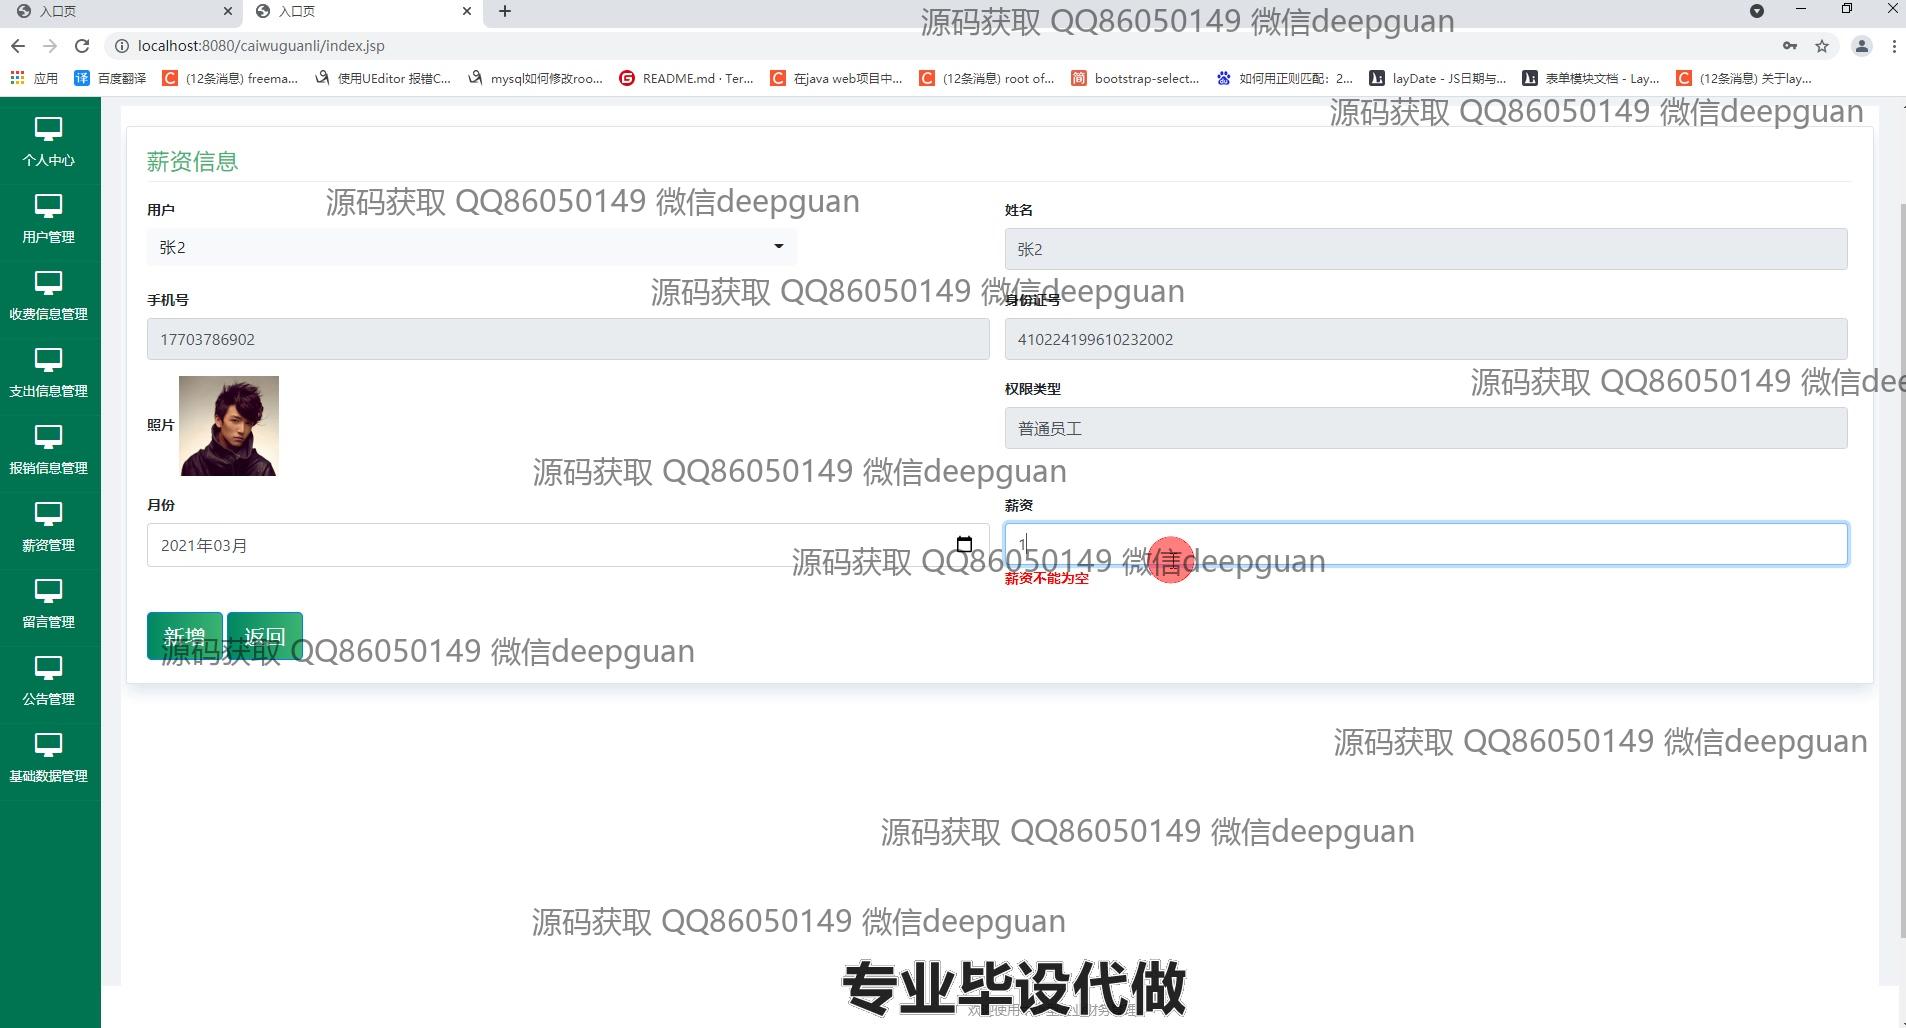 入口页
入口页
源码获取 QQ86050149 微信deepguan
localhost:8080/caiwuguanli/index.jsp
应用
百度翻译
(12条消息) freema...
使用UEditor 报错C...
mysql如何修改roo...
README.md · Ter...
在java web项目中...
(12条消息) root of...
bootstrap-select...
如何用正则匹配：2...
layDate - JS日期与...
表单模块文档 - Lay...
(12条消息) 关于lay...
源码获取 QQ86050149 微信deepguan
个人中心
用户管理
收费信息管理
支出信息管理
报销信息管理
薪资管理
留言管理
公告管理
基础数据管理
薪资信息
源码获取 QQ86050149 微信deepguan
用户
姓名
张2
张2
源码获取 QQ86050149 微信deepguan
手机号
身份证号
17703786902
410224199610232002
源码获取 QQ86050149 微信dee
权限类型
照片
普通员工
源码获取 QQ86050149 微信deepguan
月份
薪资
2021年03月
1
源码获取 QQ86050149 微信deepguan
薪资不能为空
新增
返回
源码获取 QQ86050149 微信deepguan
源码获取 QQ86050149 微信deepguan
源码获取 QQ86050149 微信deepguan
源码获取 QQ86050149 微信deepguan
专业毕设代做